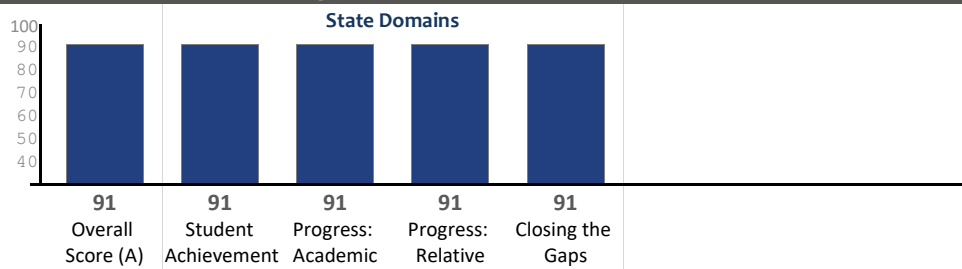 State Domains
100
90
80
70
60
50
40
91 91 91 91 91
Overall Student Progress: Progress: Closing the
Score (A) Achievement Academic Relative Gaps